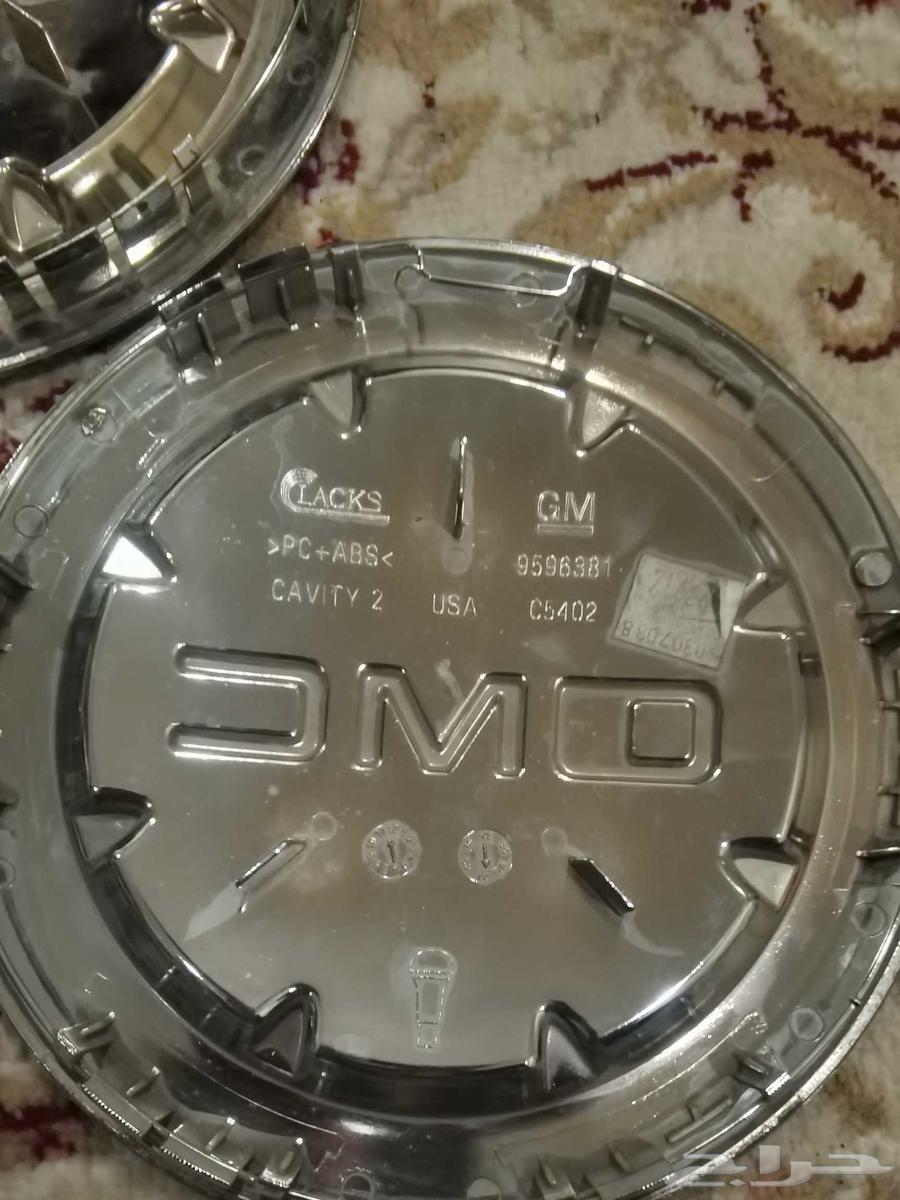 LACKS
GM
>PC+ABS<
9596381
CAVITY 2
USA
C5402
GMC
حراج